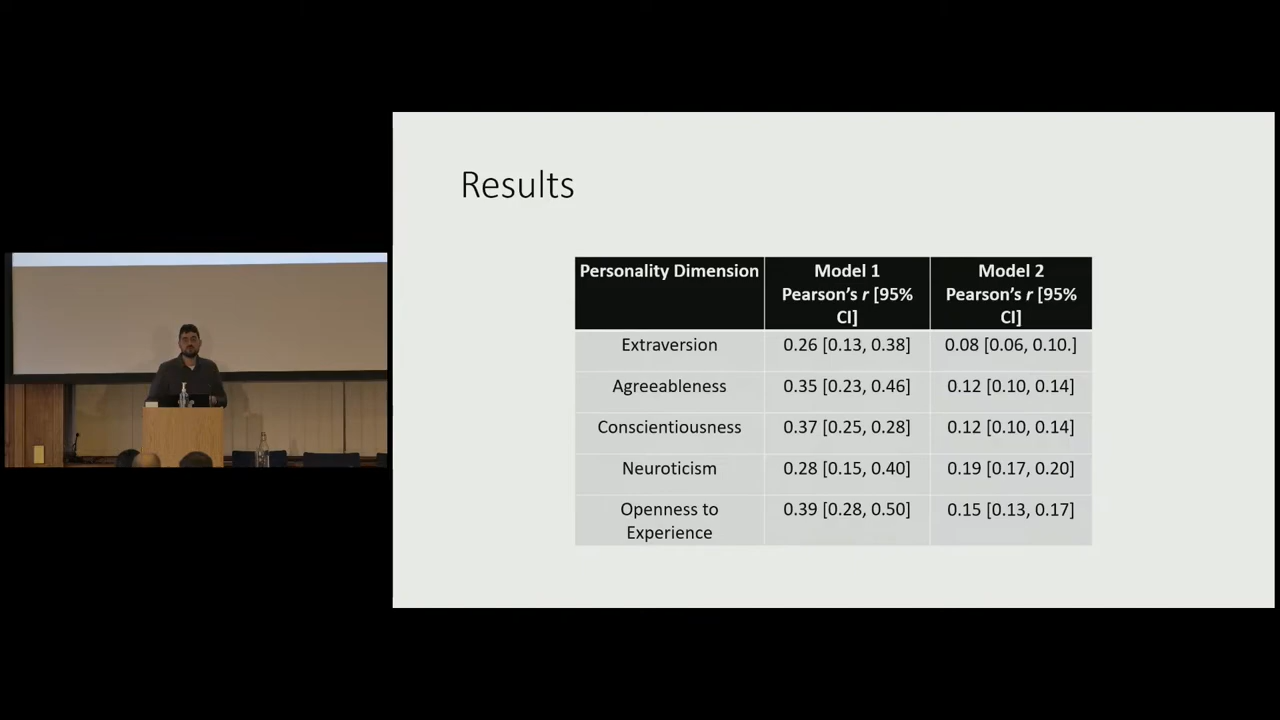 Results
Personality Dimension
Model 1
Pearson's r [95%
CI]
Model 2
Pearson's r [95%
CI]
Extraversion
0.26 [0.13, 0.38]
0.08 [0.06, 0.10.]
Agreeableness
0.35 [0.23, 0.46]
0.12 [0.10, 0.14]
Conscientiousness
0.37 [0.25, 0.28]
0.12 [0.10, 0.14]
Neuroticism
0.28 [0.15, 0.40]
0.19 [0.17, 0.20]
Openness to
Experience
0.39 [0.28, 0.50]
0.15 [0.13, 0.17]